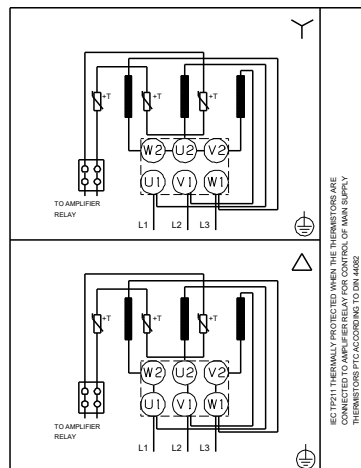 +T +T +T
W2 U2 V2
U1 V1 W1
TO AMPLIFIER
RELAY
L1 L2 L3
+T +T +T
W2 U2 V2
U1 V1 W1
TO AMPLIFIER
RELAY
L1 L2 L3
IEC TP211 THERMALLY PROTECTED WHEN THE THERMISTORS ARE
CONNECTED TO AMPLIFIER RELAY FOR CONTROL OF MAIN SUPPLY
THERMISTORS PTC ACCORDING TO DIN 44082